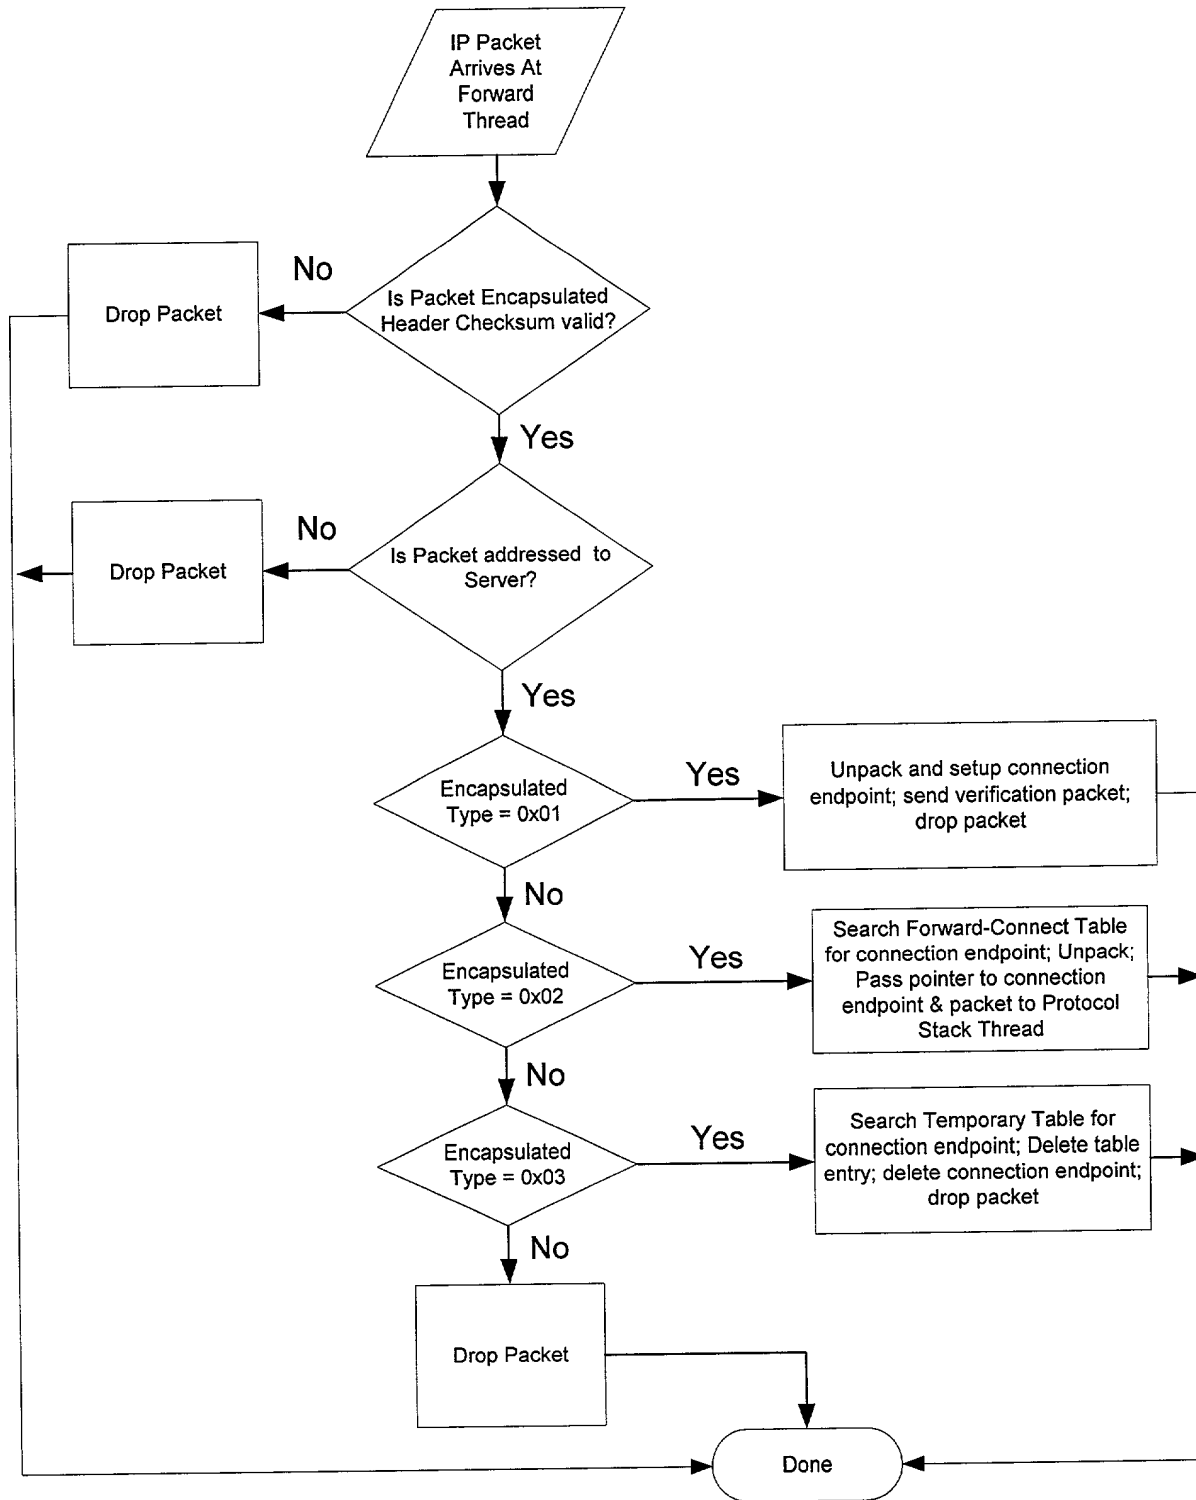 IP Packet
Arrives At
Forward
Thread
No
Is Packet Encapsulated
Header Checksum valid?
Drop Packet
Yes
No
Is Packet addressed to
Server?
Drop Packet
Yes
Encapsulated
Type = 0x01
Yes
Unpack and setup connection
endpoint; send verification packet;
drop packet
No
Encapsulated
Type = 0x02
Yes
Search Forward-Connect Table
for connection endpoint; Unpack;
Pass pointer to connection
endpoint & packet to Protocol
Stack Thread
No
Encapsulated
Type = 0x03
Yes
Search Temporary Table for
connection endpoint; Delete table
entry; delete connection endpoint;
drop packet
No
Drop Packet
Done